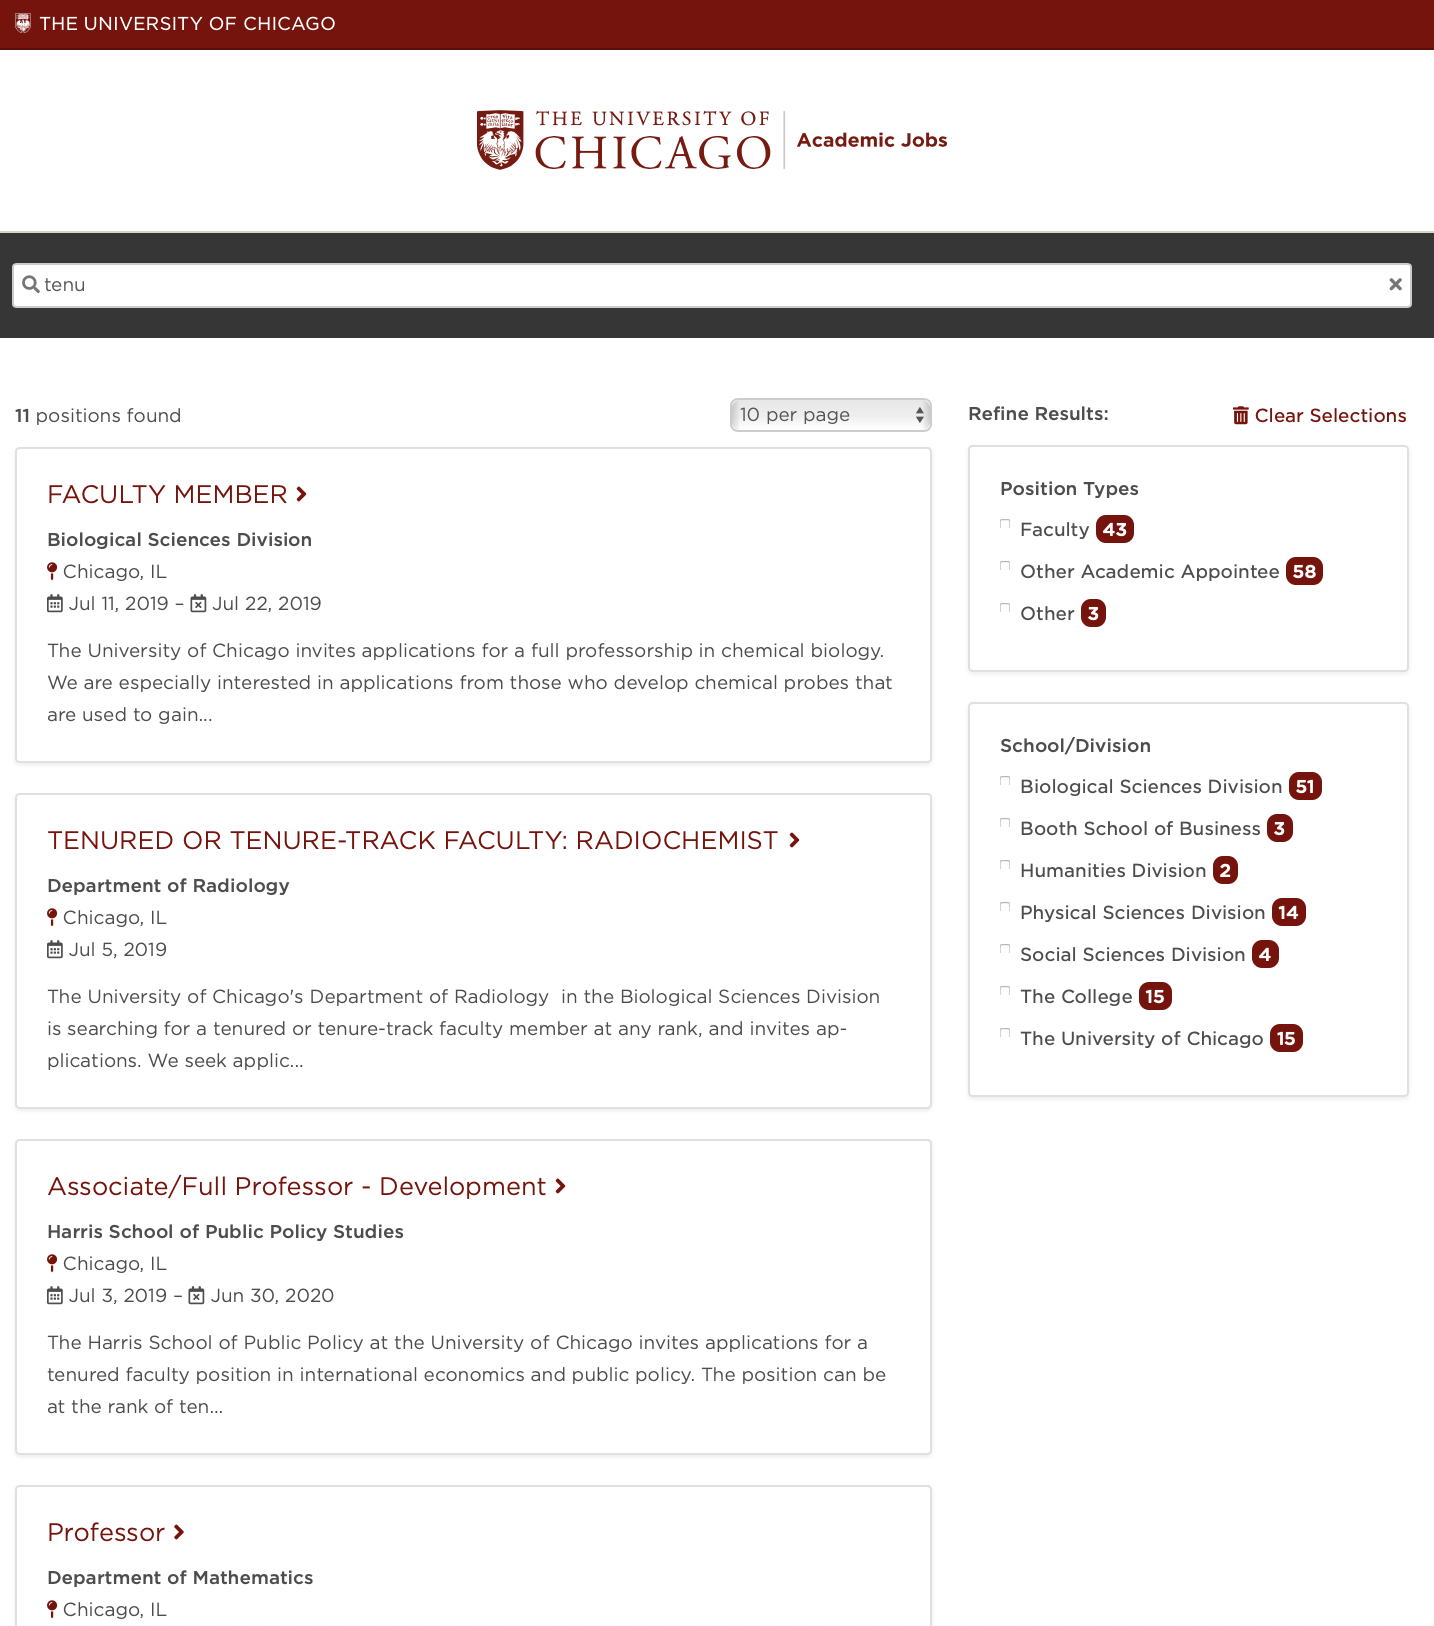 THE UNIVERSITY OF CHICAGO
THE UNIVERSITY OF
CHICAGO
Academic Jobs
tenu
11 positions found
10 per page
FACULTY MEMBER
Biological Sciences Division
Chicago, IL
Jul 11, 2019 – Jul 22, 2019
The University of Chicago invites applications for a full professorship in chemical biology.
We are especially interested in applications from those who develop chemical probes that
are used to gain...
TENURED OR TENURE-TRACK FACULTY: RADIOCHEMIST
Department of Radiology
Chicago, IL
Jul 5, 2019
The University of Chicago's Department of Radiology  in the Biological Sciences Division
is searching for a tenured or tenure-track faculty member at any rank, and invites ap-
plications. We seek applic...
Associate/Full Professor - Development
Harris School of Public Policy Studies
Chicago, IL
Jul 3, 2019 – Jun 30, 2020
The Harris School of Public Policy at the University of Chicago invites applications for a
tenured faculty position in international economics and public policy. The position can be
at the rank of ten...
Professor
Department of Mathematics
Chicago, IL
Refine Results:
Clear Selections
Position Types
Faculty 43
Other Academic Appointee 58
Other 3
School/Division
Biological Sciences Division 51
Booth School of Business 3
Humanities Division 2
Physical Sciences Division 14
Social Sciences Division 4
The College 15
The University of Chicago 15